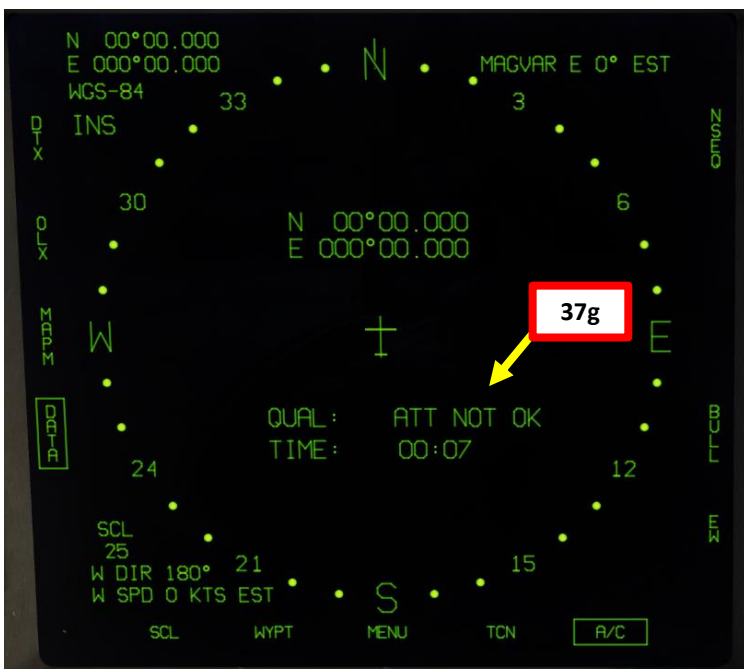 N 00°00.000
E 000°00.000
WGS-84
INS
N
MAGVAR E 0° EST
33
3
DTX
NSEQ
30
6
OLX
N 00°00.000
E 000°00.000
37g
MAPM
W
E
QUAL: ATT NOT OK
TIME: 00:07
DATA
BULL
24
12
SCL
25
EW
W DIR 180°
21
15
W SPD 0 KTS EST
S
SCL WYPT MENU TCN A/C